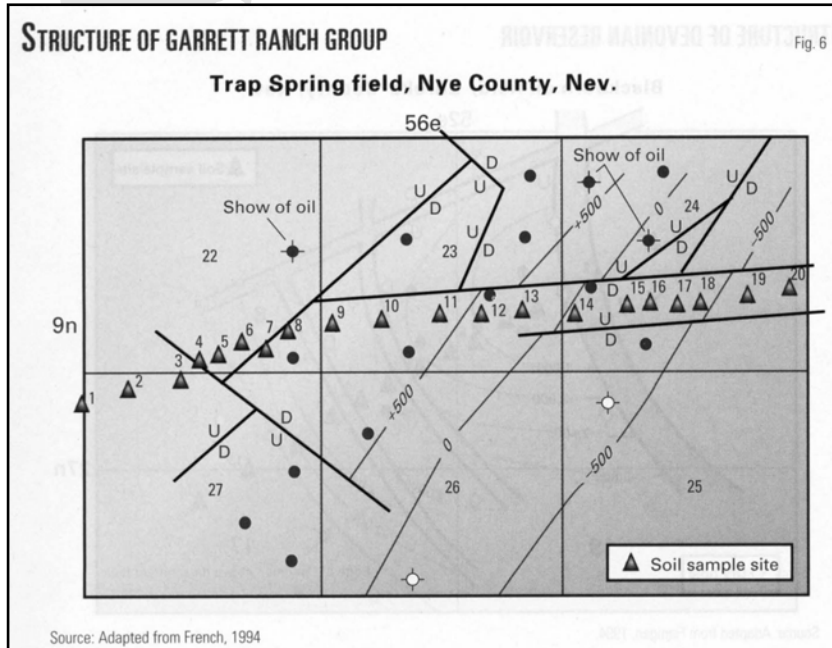 STRUCTURE OF GARRETT RANCH GROUP
Fig. 6
Trap Spring field, Nye County, Nev.
56e
Show of oil
Show of oil
9n
22
23
24
27
26
25
U
D
U
D
U
D
U
D
U
D
U
D
U
D
U
D
U
D
U
D
+500
0
-500
+500
0
-500
1
2
3
4
5
6
7
8
9
10
11
12
13
14
15
16
17
18
19
20
Soil sample site
Source: Adapted from French, 1994